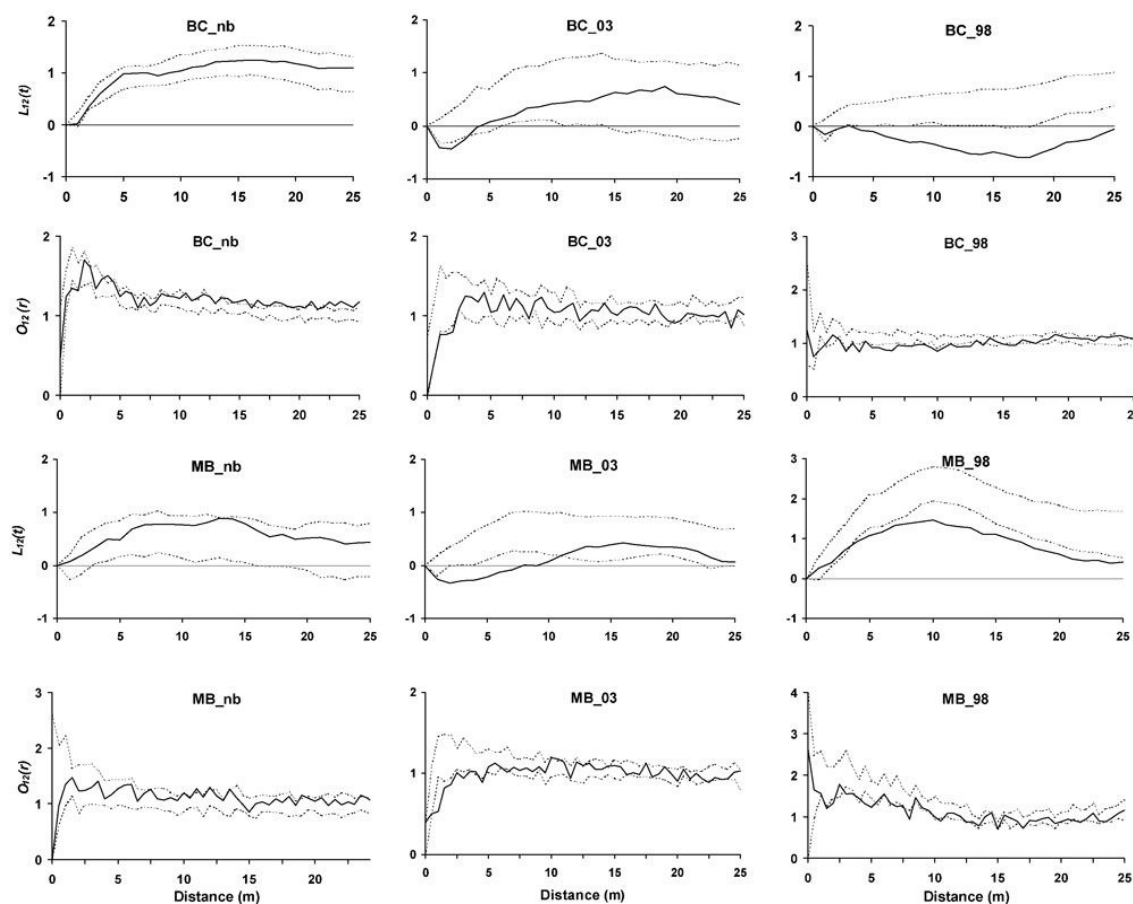 BC_nb BC_03 BC_98
L12(t)
2 2 2
1 1 1
0 0 0
-1 -1 -1
0 5 10 15 20 25 0 5 10 15 20 25 0 5 10 15 20 25
BC_nb BC_03 BC_98
O12(r)
2 2 3
1 1 2
0 0 1
0
0 5 10 15 20 25 0 5 10 15 20 25 0 5 10 15 20 25
MB_nb MB_03 MB_98
L12(t)
2 2 3
1 1 2
0 0 1
-1 -1 0
-1
0 5 10 15 20 25 0 5 10 15 20 25 0 5 10 15 20 25
MB_nb MB_03 MB_98
O12(r)
3 2 4
2 1 3
1 0 2
0 1
0
0 5 10 15 20 0 5 10 15 20 25 0 5 10 15 20 25
Distance (m) Distance (m) Distance (m)